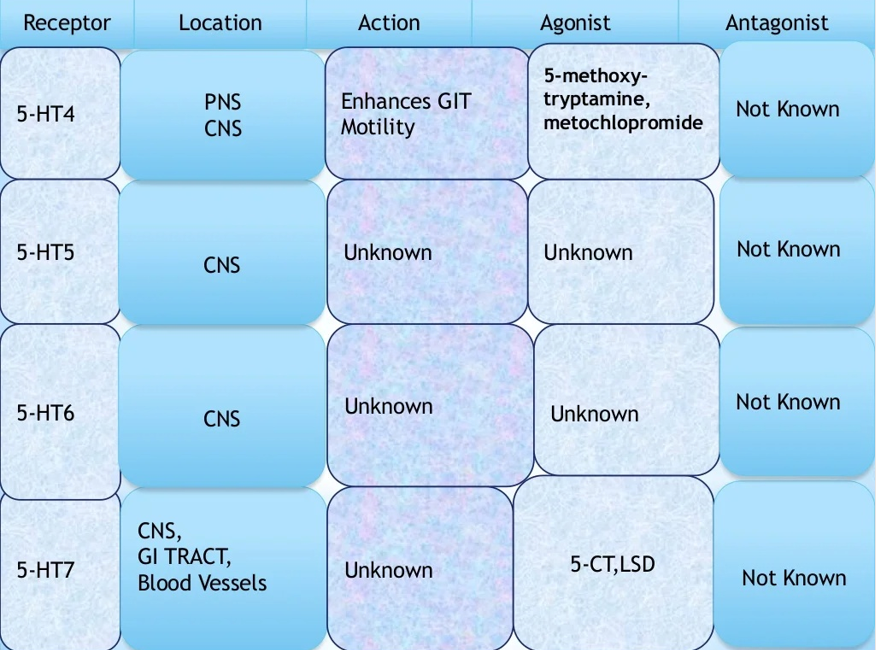 Receptor Location Action Agonist Antagonist
5-HT4
PNS
CNS
Enhances GIT
Motility
5-methoxy-
tryptamine,
metochlopromide
Not Known
5-HT5
CNS
Unknown
Unknown
Not Known
5-HT6
CNS
Unknown
Unknown
Not Known
5-HT7
CNS,
GI TRACT,
Blood Vessels
Unknown
5-CT,LSD
Not Known